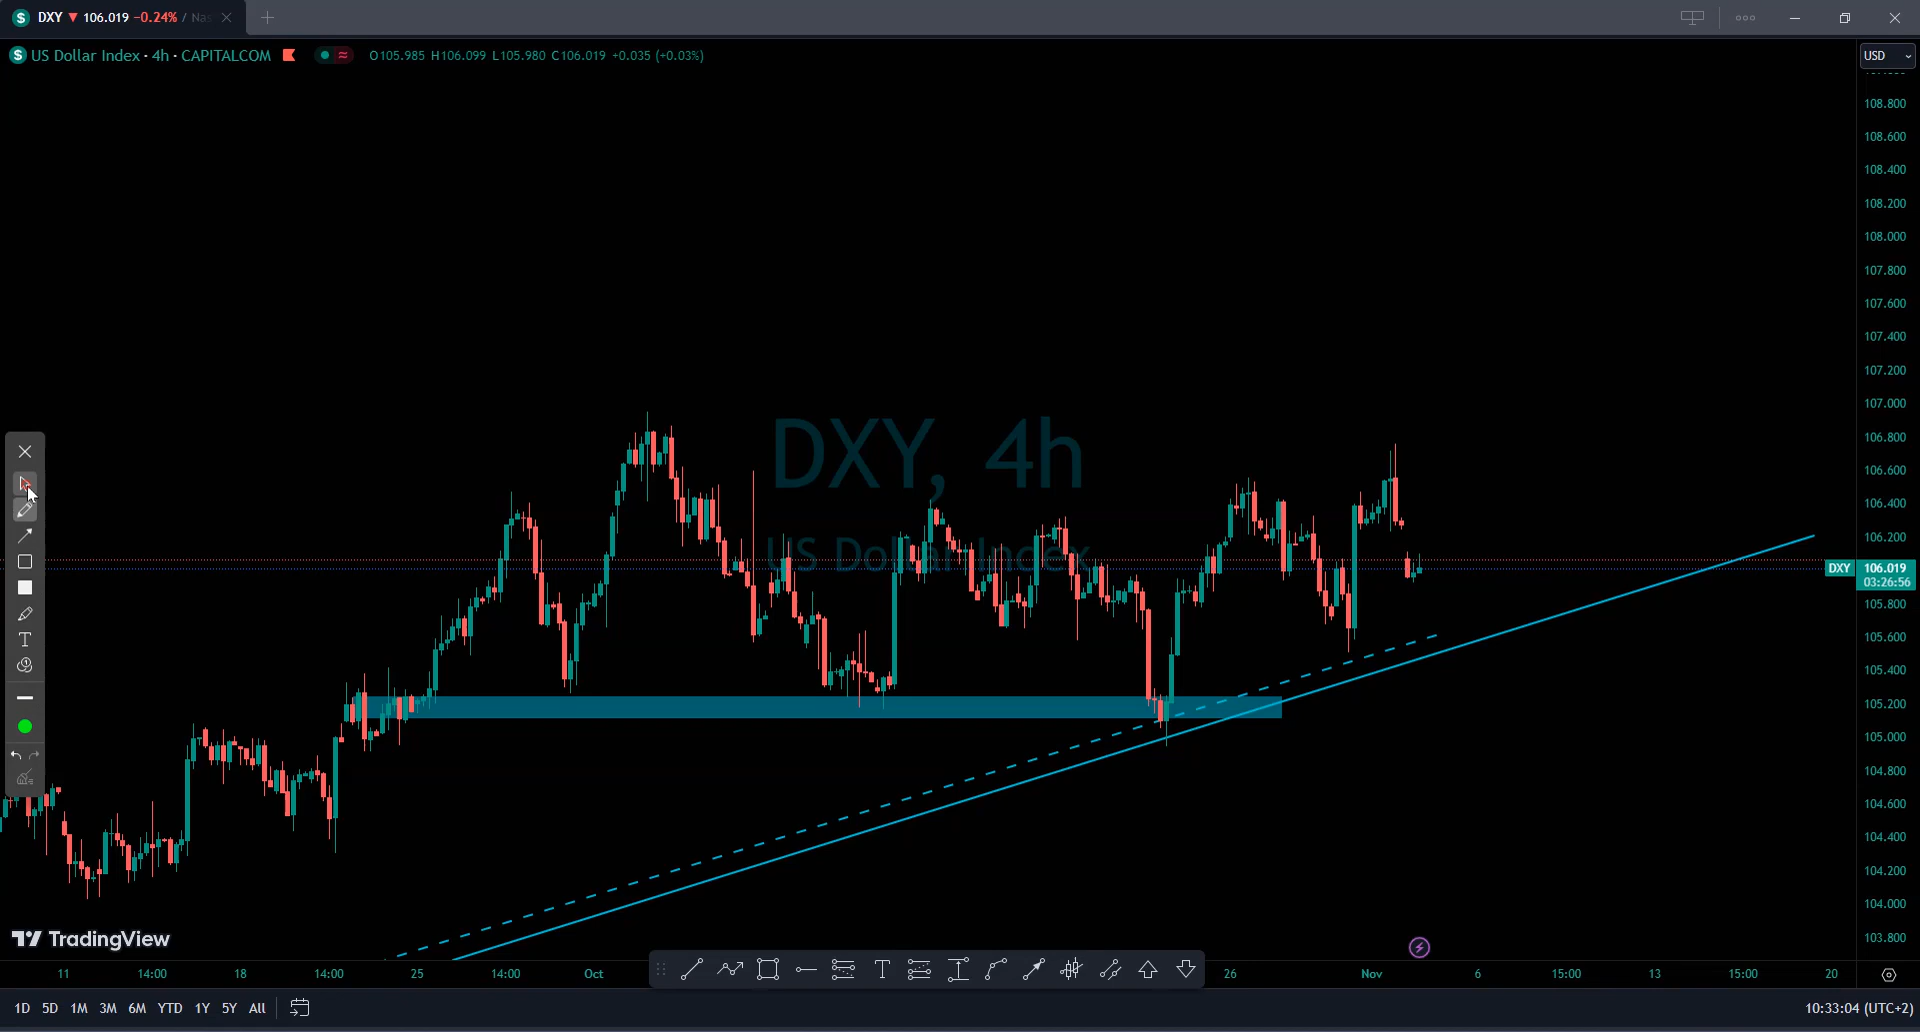 DXY ▼ 106.019 −0.24% / Nas
US Dollar Index · 4h · CAPITALCOM
O105.985 H106.099 L105.980 C106.019 +0.035 (+0.03%)
USD
108.800
108.600
108.400
108.200
108.000
107.800
107.600
107.400
107.200
107.000
106.800
106.600
106.400
106.200
DXY 106.019
03:26:56
105.800
105.600
105.400
105.200
105.000
104.800
104.600
104.400
104.200
104.000
103.800
DXY, 4h
US Dollar Index
TradingView
11 14:00 18 14:00 25 14:00 Oct 26 Nov 6 15:00 13 15:00 20
1D 5D 1M 3M 6M YTD 1Y 5Y All
10:33:04 (UTC+2)